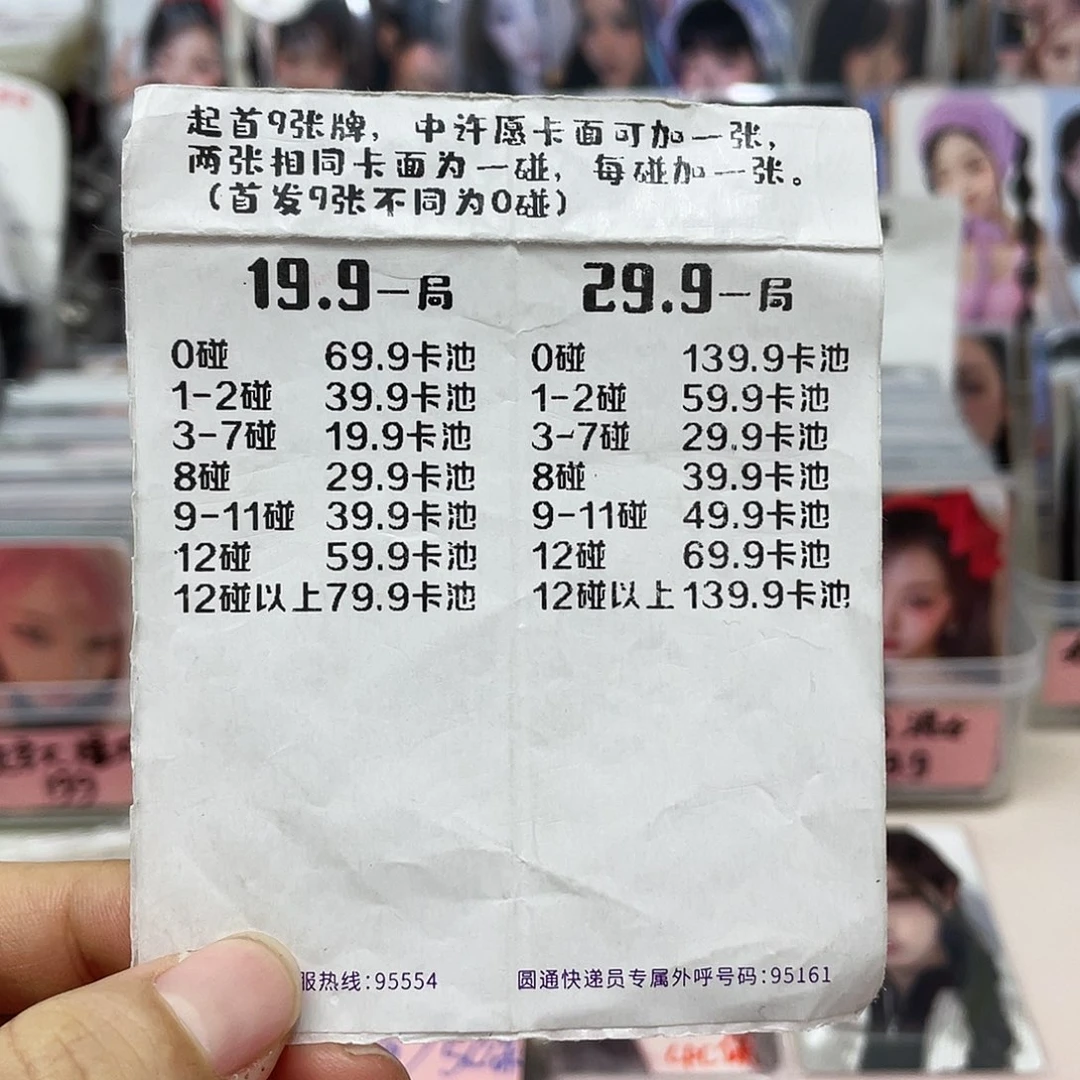 起首9张牌，中许愿卡面可加一张，
两张相同卡面为一碰，每碰加一张。
（首发9张不同为0碰）
19.9一局
0碰 69.9卡池
1-2碰 39.9卡池
3-7碰 19.9卡池
8碰 29.9卡池
9-11碰 39.9卡池
12碰 59.9卡池
12碰以上79.9卡池
29.9一局
0碰 139.9卡池
1-2碰 59.9卡池
3-7碰 29.9卡池
8碰 39.9卡池
9-11碰 49.9卡池
12碰 69.9卡池
12碰以上139.9卡池
服热线:95554
圆通快递员专属外呼号码:95161